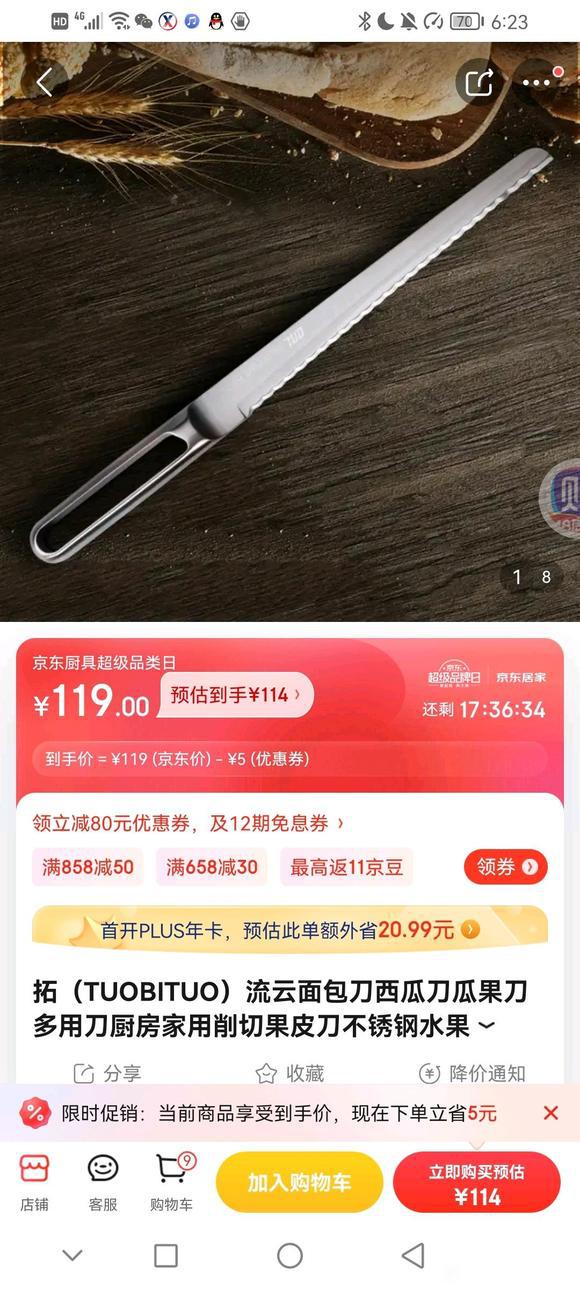 HD 4G 70 6:23
TUO
1 8
京东厨具超级品类日
¥119.00 预估到手¥114 ›
京东
超级品牌日 京东居家
还剩 17:36:34
到手价 = ¥119 (京东价) - ¥5 (优惠券)
领立减80元优惠券，及12期免息券 ›
满858减50 满658减30 最高返11京豆 领券
首开PLUS年卡，预估此单额外省20.99元
拓（TUOBITUO）流云面包刀西瓜刀瓜果刀
多用刀厨房家用削切果皮刀不锈钢水果
分享 收藏 降价通知
限时促销：当前商品享受到手价，现在下单立省5元
店铺 客服 9 购物车 加入购物车 立即购买预估
¥114